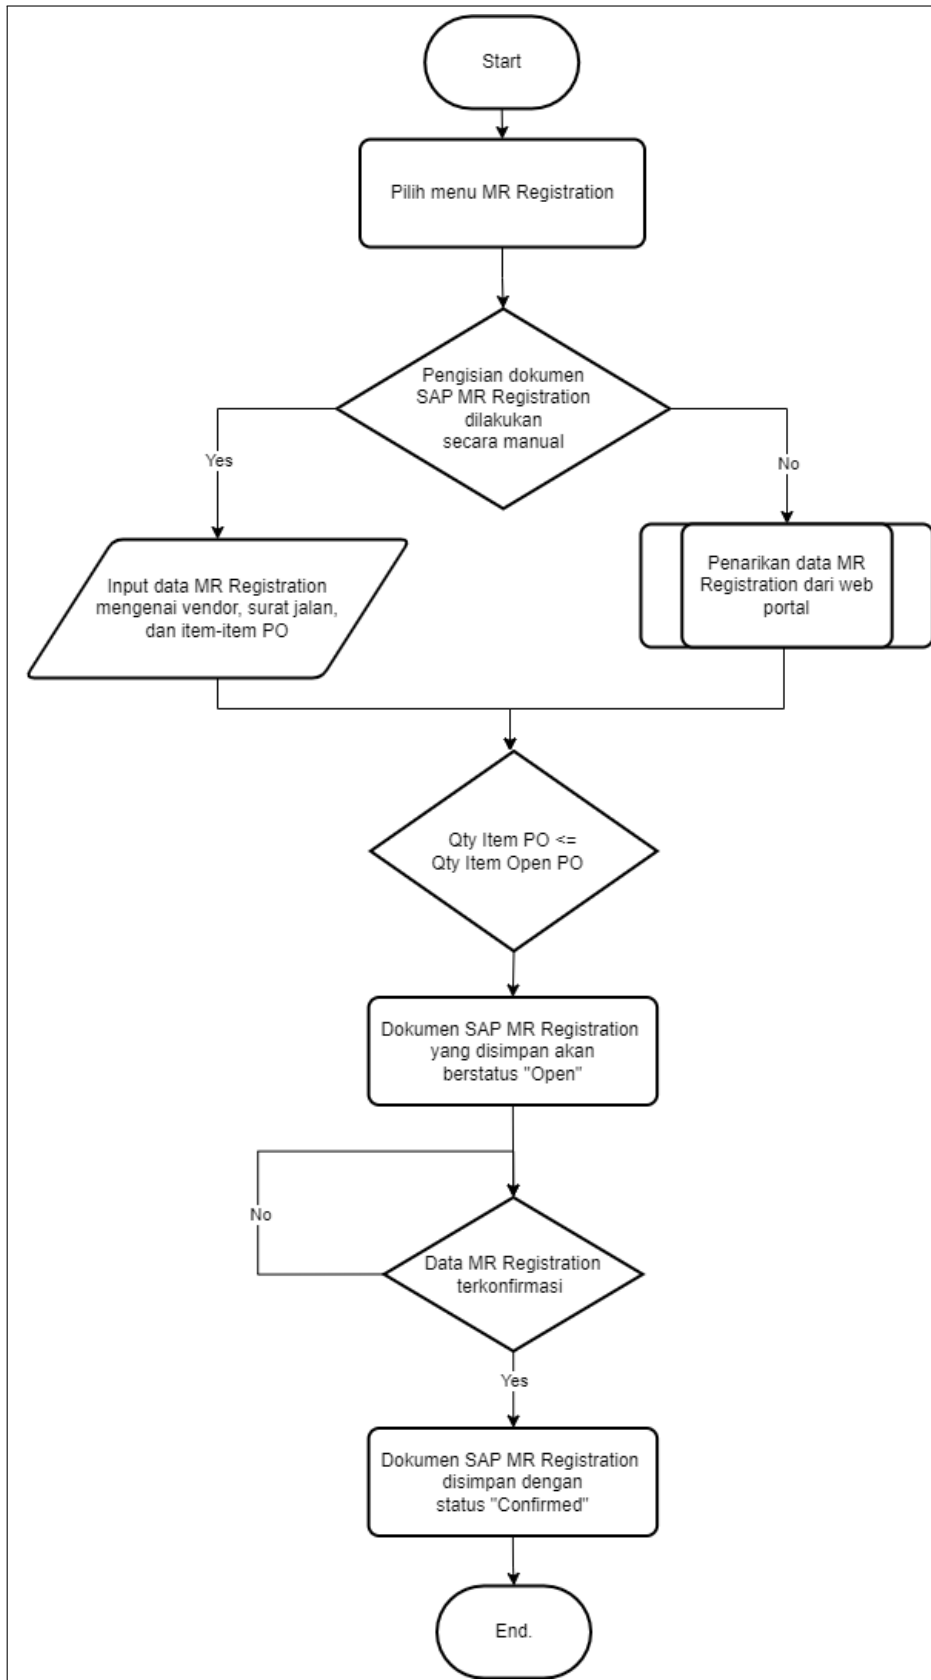 Start
Pilih menu MR Registration
Pengisian dokumen
SAP MR Registration
dilakukan
secara manual
Yes
No
Input data MR Registration
mengenai vendor, surat jalan,
dan item-item PO
Penarikan data MR
Registration dari web
portal
Qty Item PO <=
Qty Item Open PO
Dokumen SAP MR Registration
yang disimpan akan
berstatus "Open"
No
Data MR Registration
terkonfirmasi
Yes
Dokumen SAP MR Registration
disimpan dengan
status "Confirmed"
End.